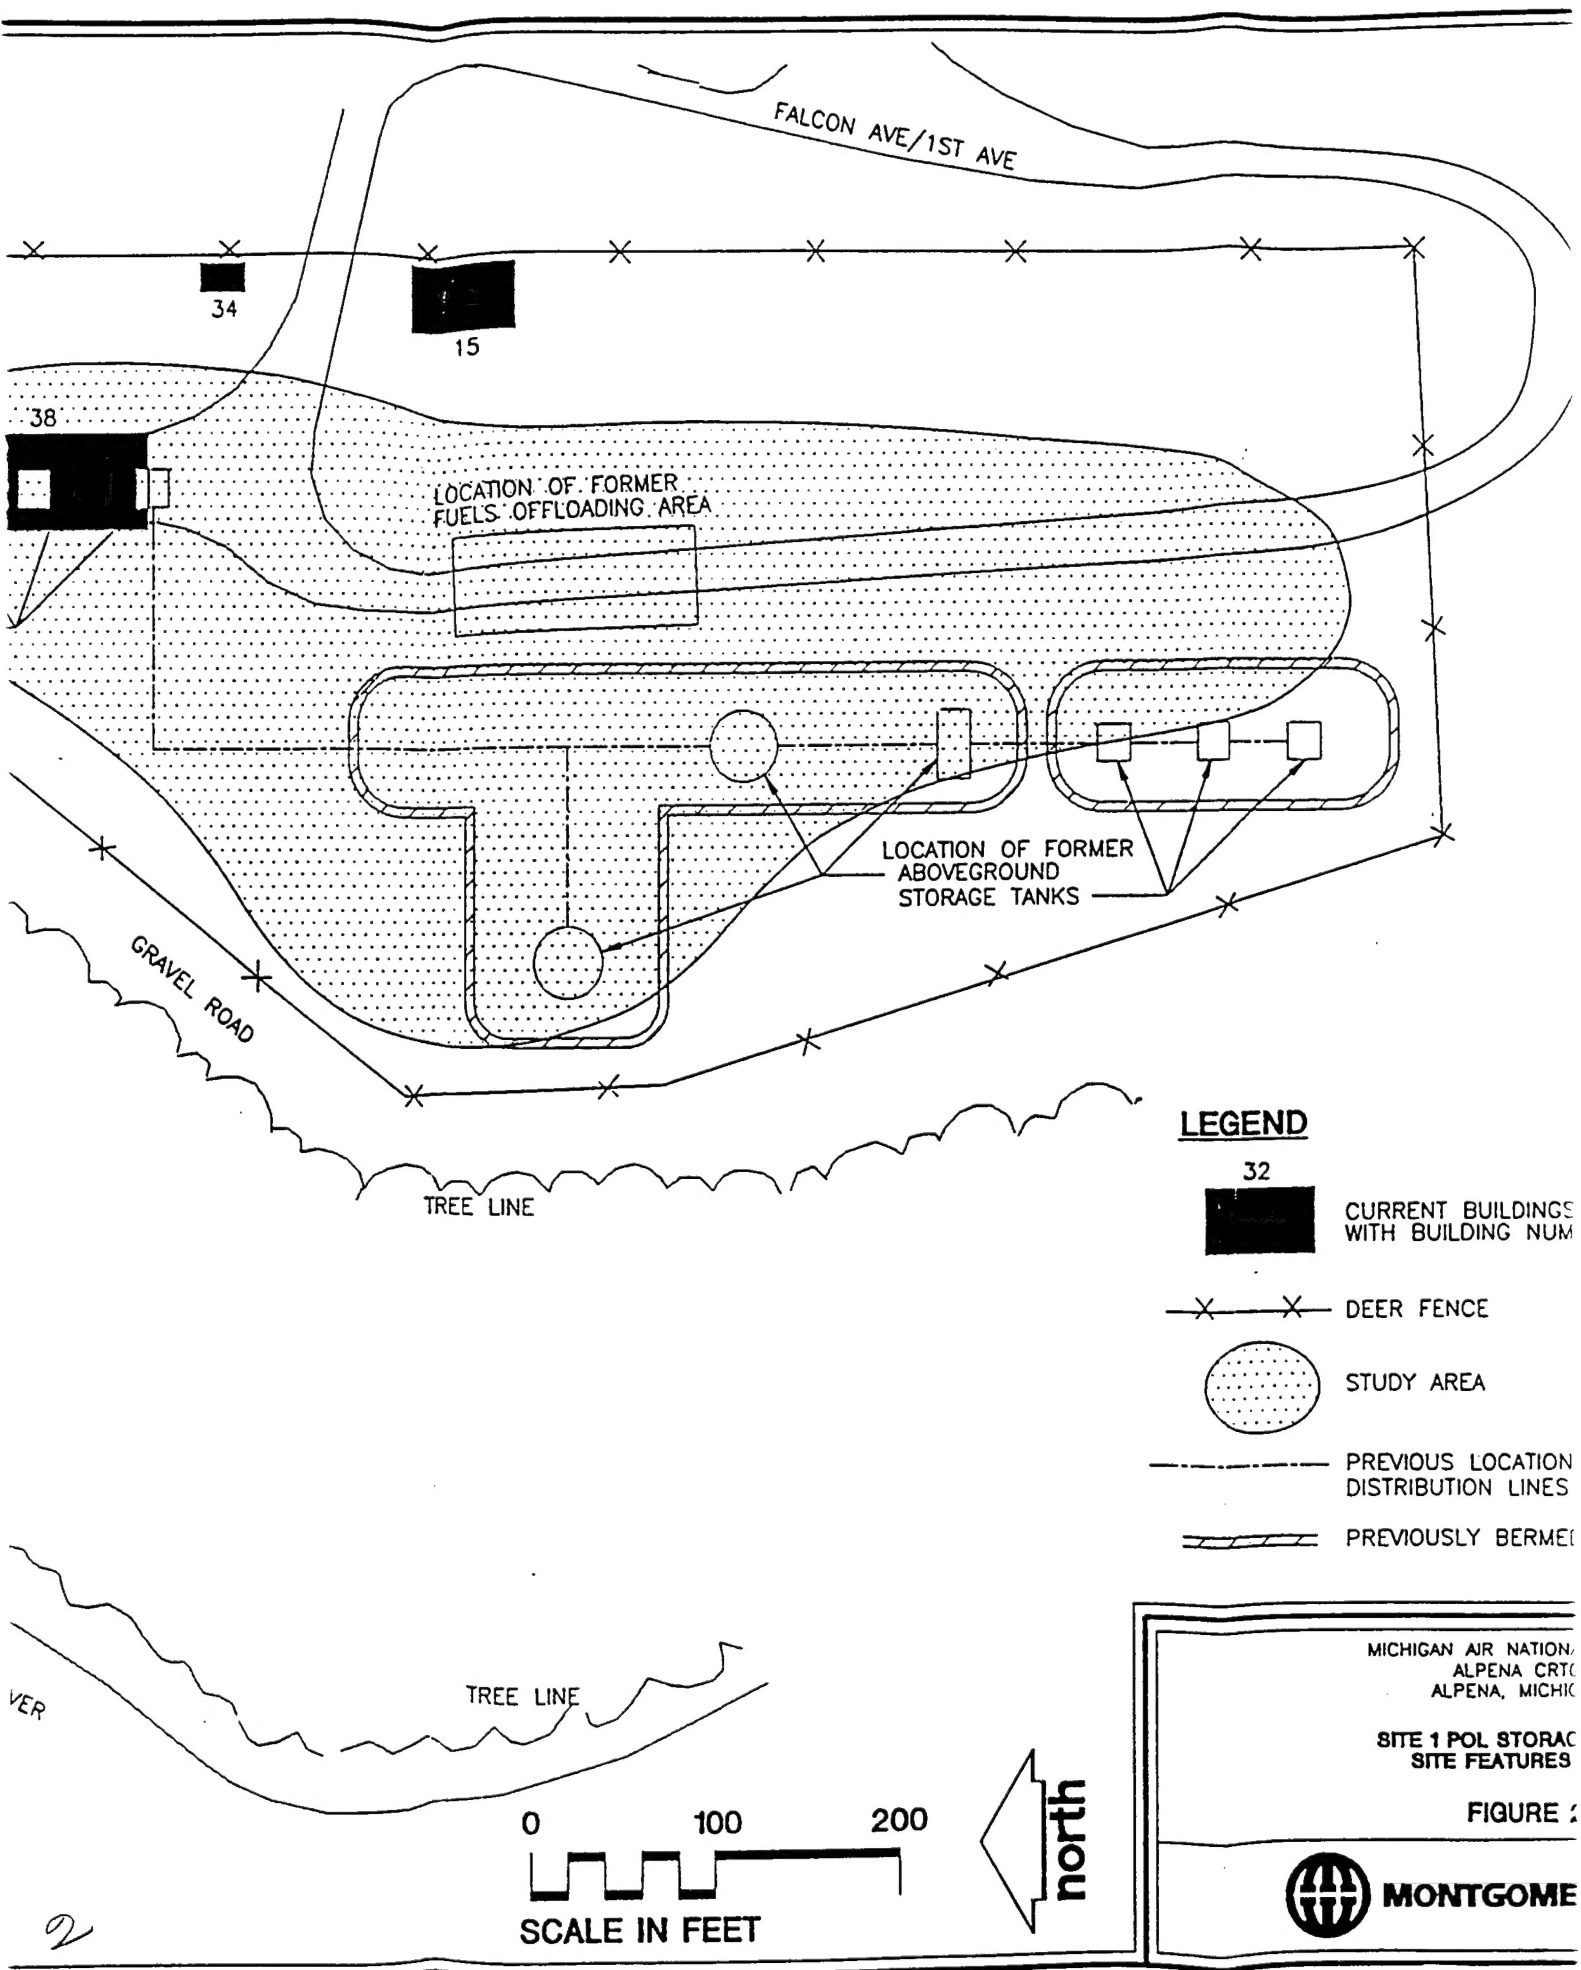 FALCON AVE/1ST AVE
34
15
38
LOCATION OF FORMER
FUELS OFFLOADING AREA
LOCATION OF FORMER
ABOVEGROUND
STORAGE TANKS
GRAVEL ROAD
TREE LINE
LEGEND
32
CURRENT BUILDINGS
WITH BUILDING NUM
DEER FENCE
STUDY AREA
PREVIOUS LOCATION
DISTRIBUTION LINES
PREVIOUSLY BERME
TREE LINE
VER
MICHIGAN AIR NATION
ALPENA CRT
ALPENA, MICHI
SITE 1 POL STORAG
SITE FEATURES
FIGURE
0 100 200
SCALE IN FEET
north
MONTGOME
2